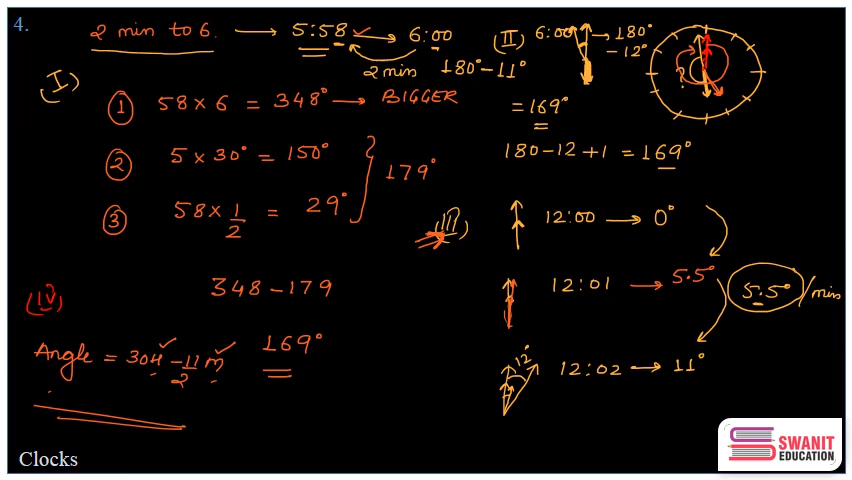 4.
2 min to 6. → 5:58 ✓ → 6:00
2 min
(I)
① 58 × 6 = 348° → BIGGER
② 5 × 30° = 150°
③ 58 × 1/2 = 29°
179°
348 - 179
169°
(IV)
Angle = 30H - 11/2 M
(II) 6:00 → 180°
- 12°
180° - 11°
= 169°
?
180 - 12 + 1 = 169°
(III)
12:00 → 0°
12:01 → 5.5°
5.5° / min
12° 12:02 → 11°
Clocks
SWANIT
EDUCATION